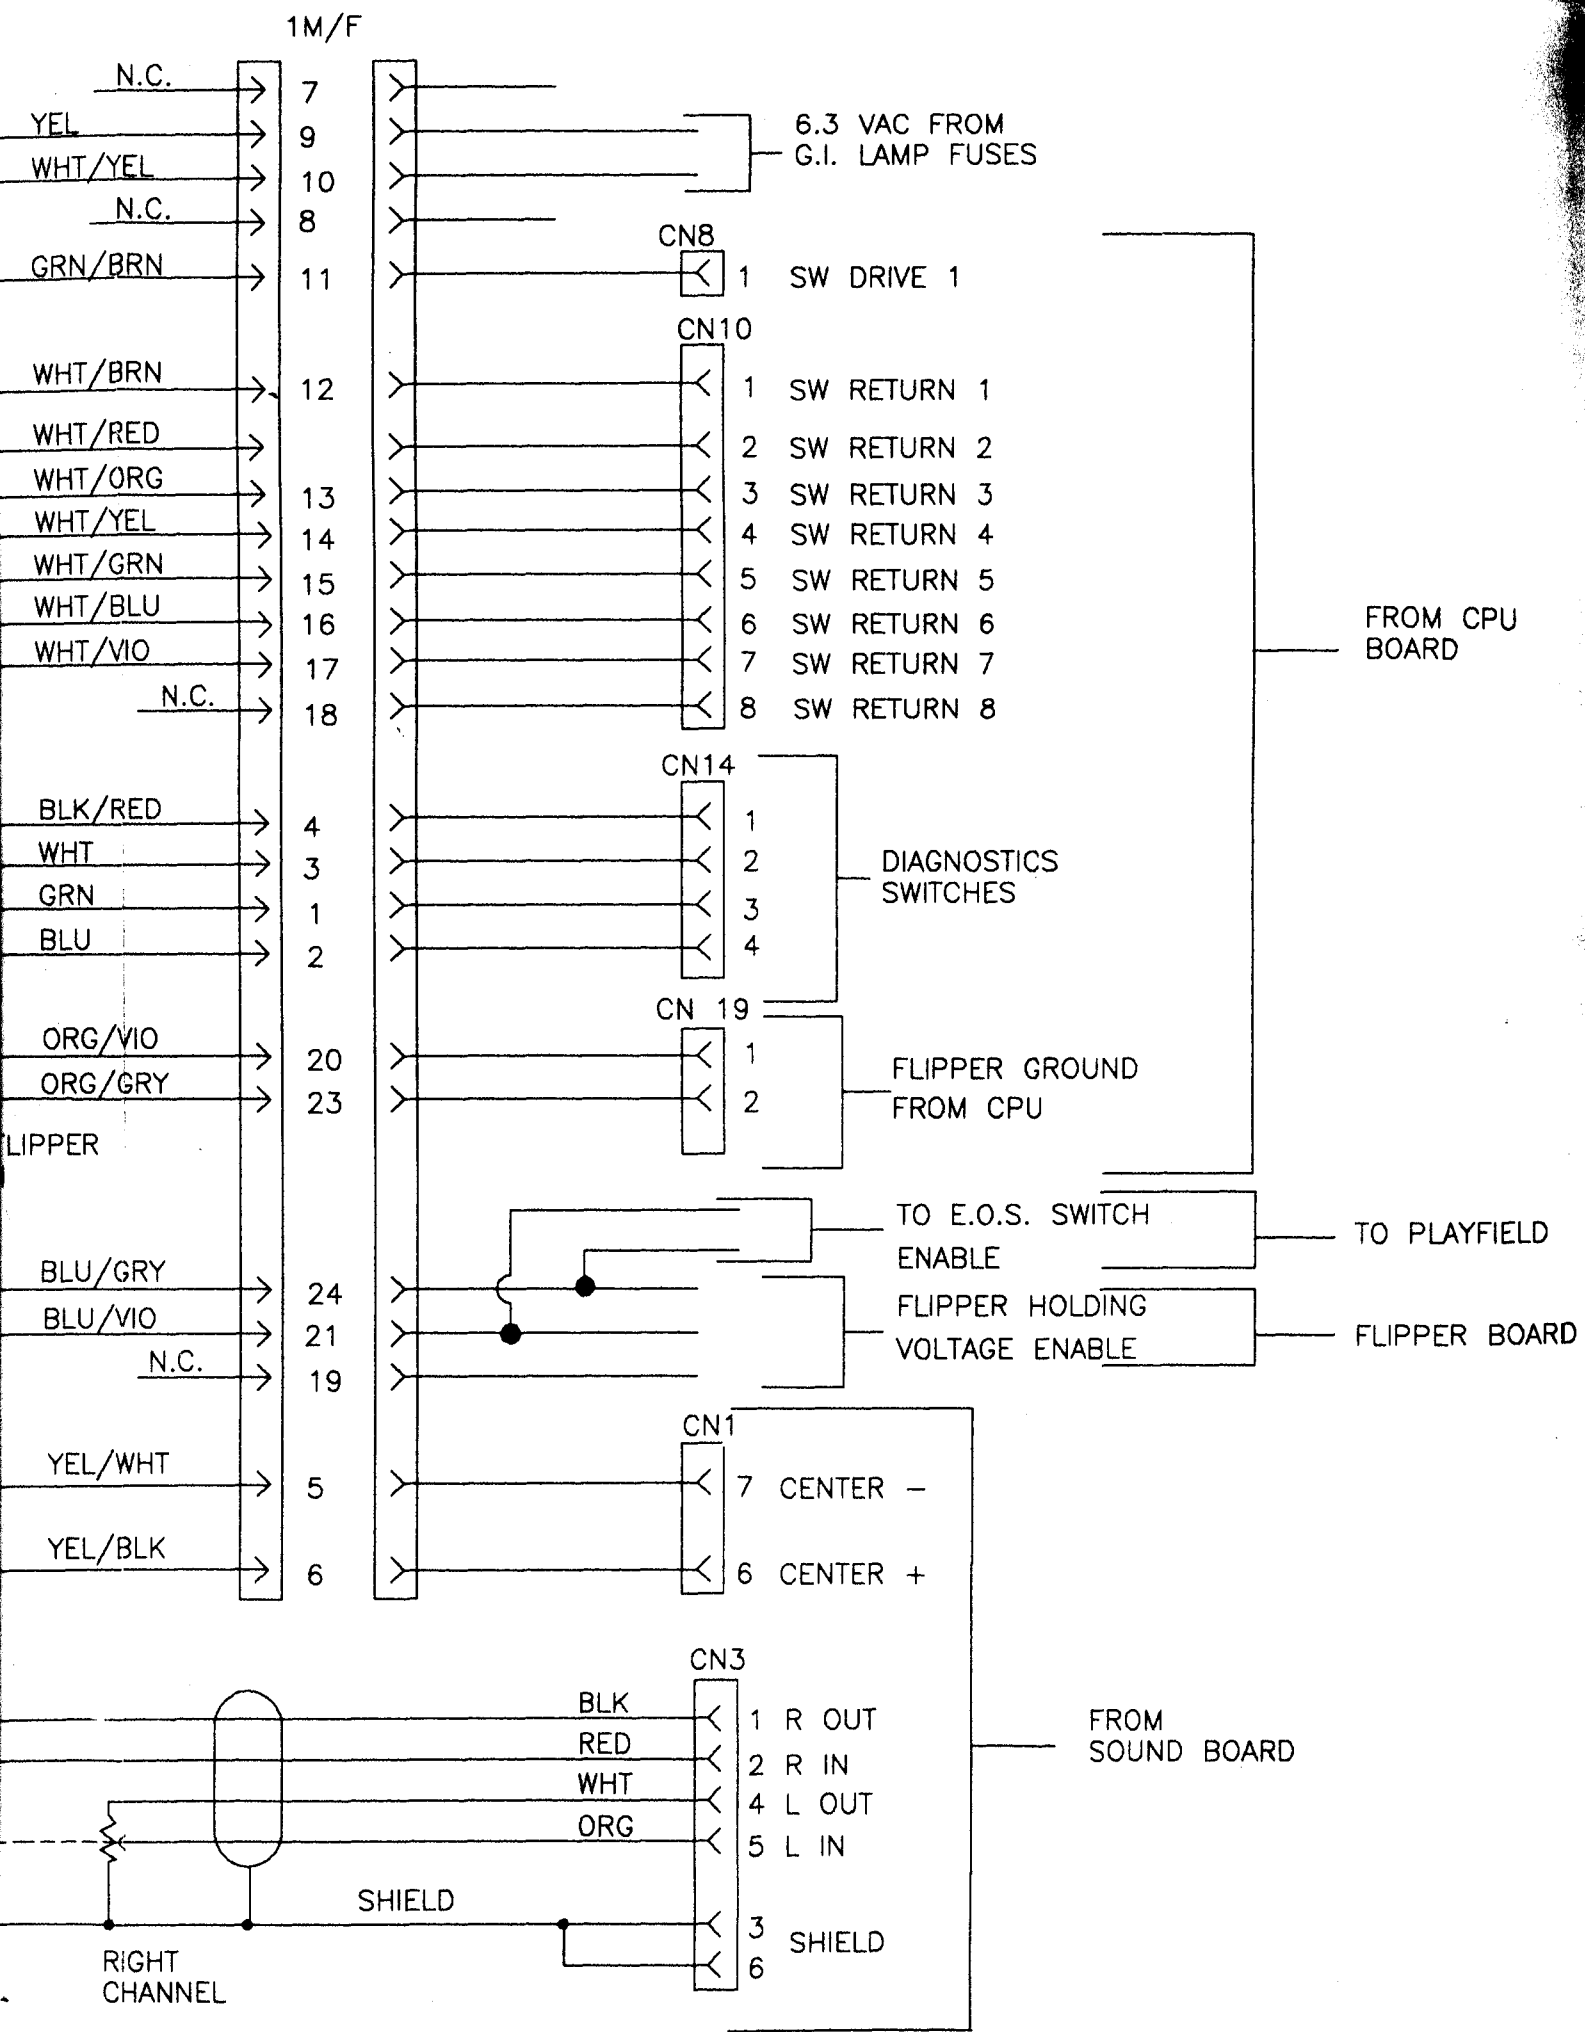 1M/F
N.C. 7
YEL 9
6.3 VAC FROM
G.I. LAMP FUSES
WHT/YEL 10
N.C. 8
CN8
GRN/BRN 11 1 SW DRIVE 1
CN10
WHT/BRN 12 1 SW RETURN 1
WHT/RED 2 SW RETURN 2
WHT/ORG 13 3 SW RETURN 3
WHT/YEL 14 4 SW RETURN 4
WHT/GRN 15 5 SW RETURN 5
WHT/BLU 16 6 SW RETURN 6
FROM CPU
BOARD
WHT/VIO 17 7 SW RETURN 7
N.C. 18 8 SW RETURN 8
CN14
BLK/RED 4 1
WHT 3 2
DIAGNOSTICS
SWITCHES
GRN 1 3
BLU 2 4
CN 19
ORG/VIO 20 1
ORG/GRY 23 2
FLIPPER GROUND
FROM CPU
LIPPER
TO E.O.S. SWITCH
ENABLE
TO PLAYFIELD
BLU/GRY 24
BLU/VIO 21
FLIPPER HOLDING
VOLTAGE ENABLE
FLIPPER BOARD
N.C. 19
CN1
YEL/WHT 5 7 CENTER −
YEL/BLK 6 6 CENTER +
CN3
BLK 1 R OUT
RED 2 R IN
WHT 4 L OUT
ORG 5 L IN
FROM
SOUND BOARD
SHIELD 3
SHIELD
6
RIGHT
CHANNEL